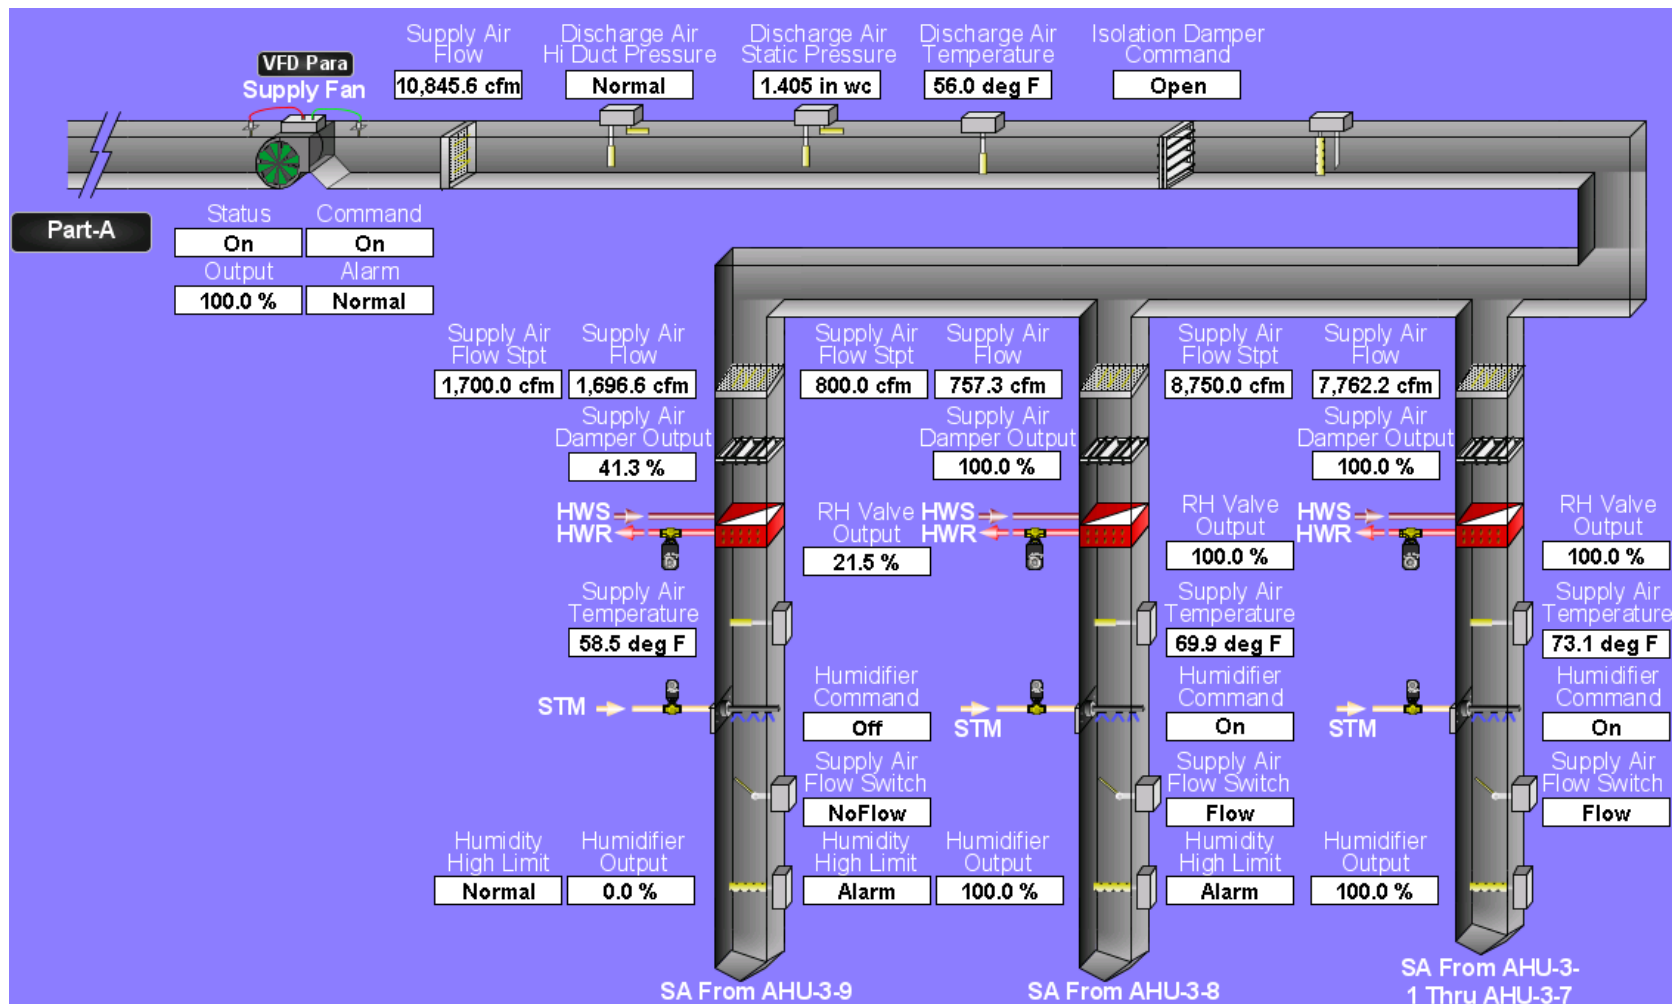 VFD Para
Supply Fan
Supply Air
Flow
10,845.6 cfm
Discharge Air
Hi Duct Pressure
Normal
Discharge Air
Static Pressure
1.405 in wc
Discharge Air
Temperature
56.0 deg F
Isolation Damper
Command
Open
Part-A
Status
On
Command
On
Output
100.0 %
Alarm
Normal
Supply Air
Flow Stpt
1,700.0 cfm
Supply Air
Flow
1,696.6 cfm
Supply Air
Flow Stpt
800.0 cfm
Supply Air
Flow
757.3 cfm
Supply Air
Flow Stpt
8,750.0 cfm
Supply Air
Flow
7,762.2 cfm
Supply Air
Damper Output
41.3 %
Supply Air
Damper Output
100.0 %
Supply Air
Damper Output
100.0 %
HWS
HWR
RH Valve
Output
21.5 %
HWS
HWR
RH Valve
Output
100.0 %
HWS
HWR
RH Valve
Output
100.0 %
Supply Air
Temperature
58.5 deg F
Supply Air
Temperature
69.9 deg F
Supply Air
Temperature
73.1 deg F
STM
Humidifier
Command
Off
STM
Humidifier
Command
On
STM
Humidifier
Command
On
Supply Air
Flow Switch
NoFlow
Supply Air
Flow Switch
Flow
Supply Air
Flow Switch
Flow
Humidity
High Limit
Normal
Humidifier
Output
0.0 %
Humidity
High Limit
Alarm
Humidifier
Output
100.0 %
Humidity
High Limit
Alarm
Humidifier
Output
100.0 %
SA From AHU-3-9
SA From AHU-3-8
SA From AHU-3-
1 Thru AHU-3-7